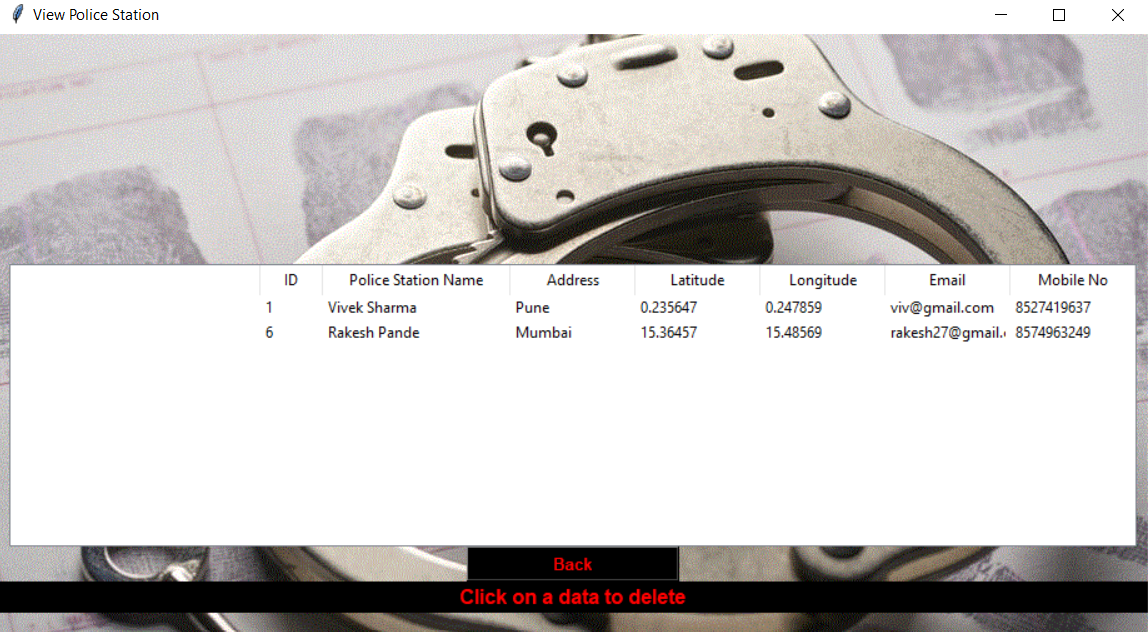 View Police Station
ID Police Station Name Address Latitude Longitude Email Mobile No
1 Vivek Sharma Pune 0.235647 0.247859 viv@gmail.com 8527419637
6 Rakesh Pande Mumbai 15.36457 15.48569 rakesh27@gmail. 8574963249
Back
Click on a data to delete